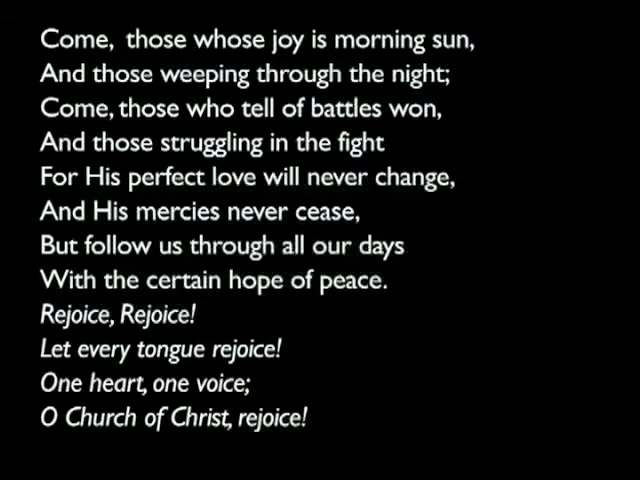 Come, those whose joy is morning sun,
And those weeping through the night;
Come, those who tell of battles won,
And those struggling in the fight
For His perfect love will never change,
And His mercies never cease,
But follow us through all our days
With the certain hope of peace.
Rejoice, Rejoice!
Let every tongue rejoice!
One heart, one voice;
O Church of Christ, rejoice!